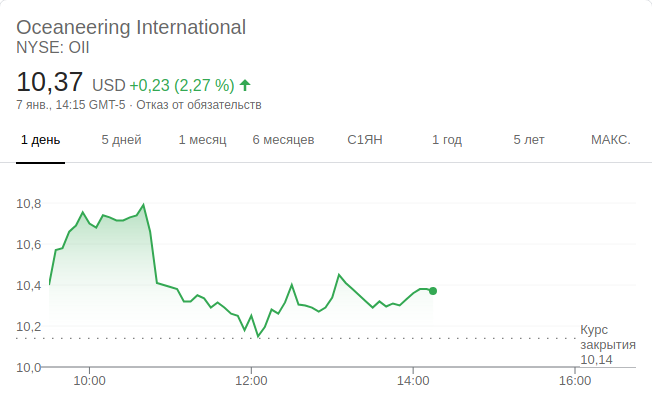 Oceaneering International
NYSE: OII
10,37 USD +0,23 (2,27 %)
7 янв., 14:15 GMT-5 · Отказ от обязательств
1 день 5 дней 1 месяц 6 месяцев С1ЯН 1 год 5 лет МАКС.
10,8
10,6
10,4
10,2
Курс
закрытия
10,14
10,0
10:00 12:00 14:00 16:00